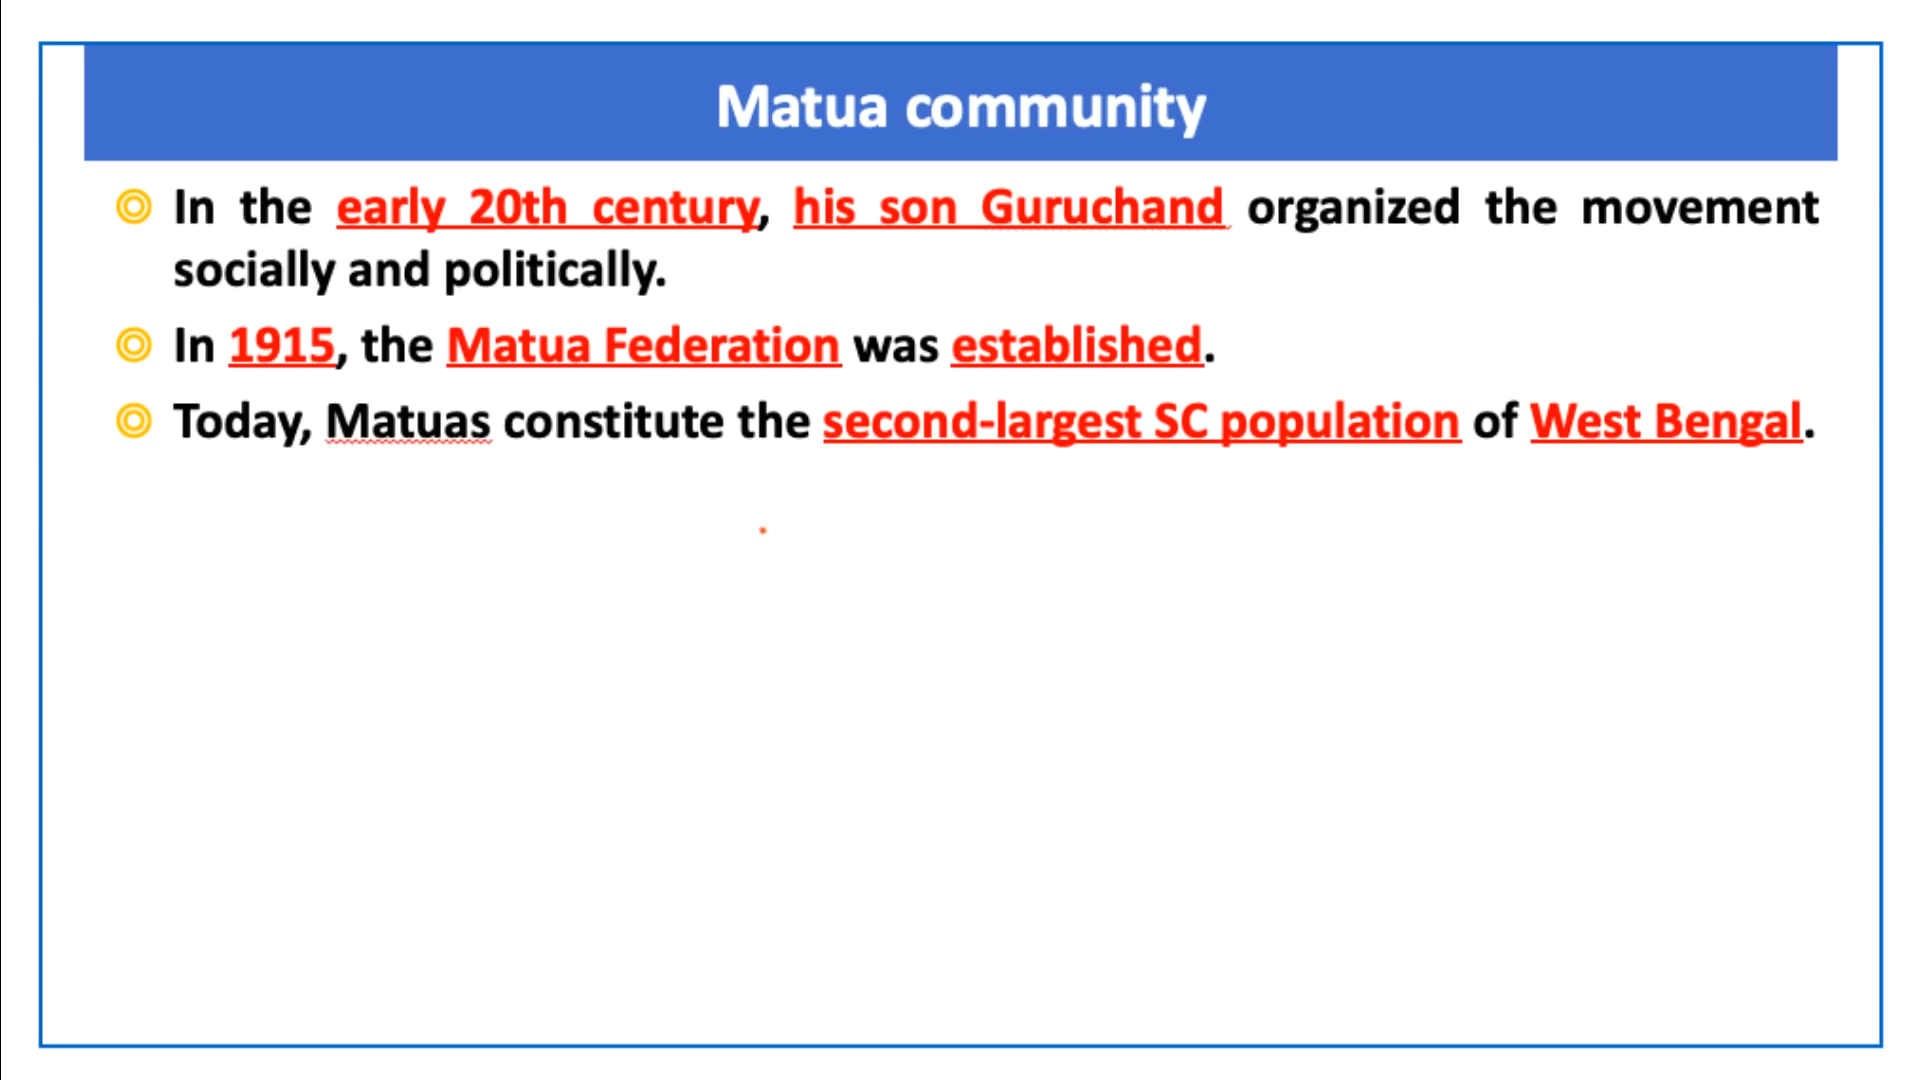 Matua community
In the early 20th century, his son Guruchand organized the movement
socially and politically.
In 1915, the Matua Federation was established.
Today, Matuas constitute the second-largest SC population of West Bengal.